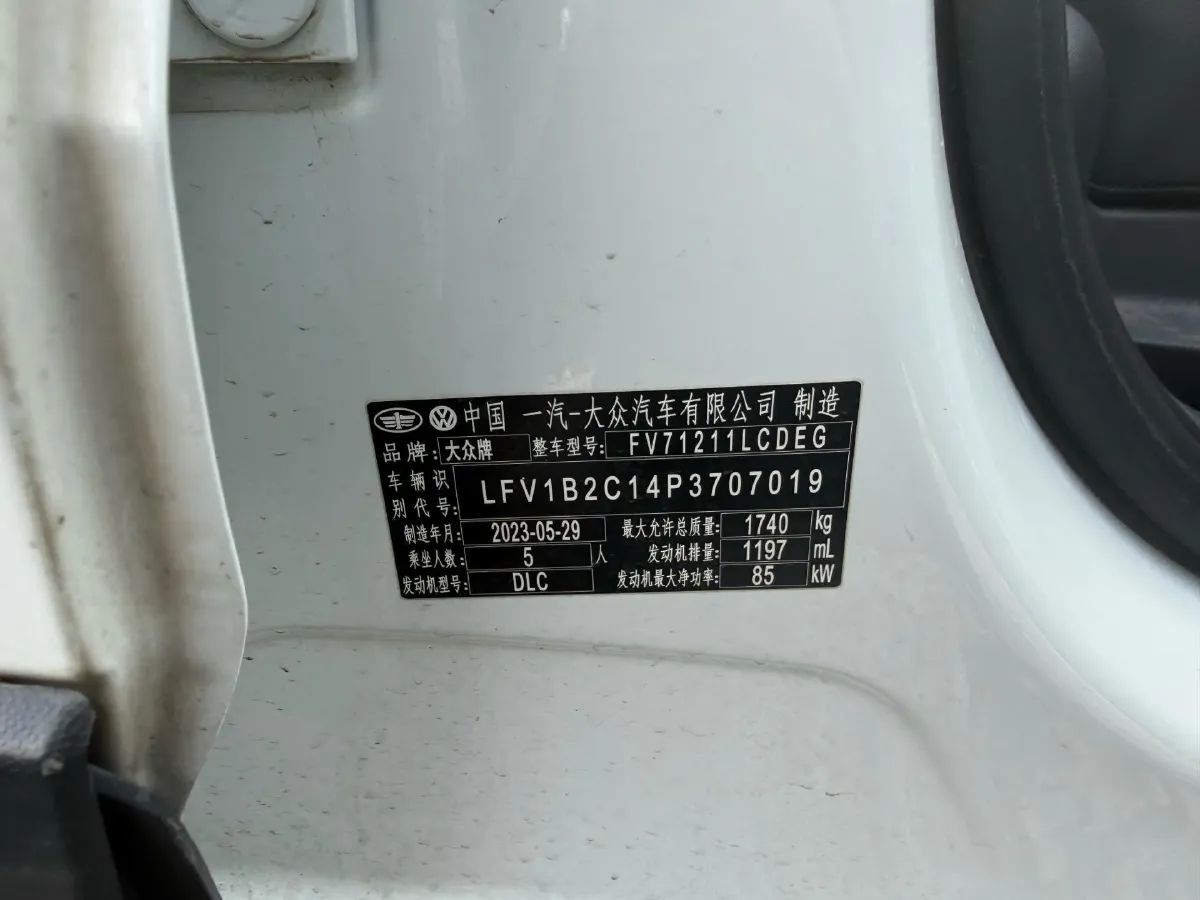 中国 一汽-大众汽车有限公司 制造
品牌: 大众牌 整车型号: FV71211LCDEG
车辆识别代号: LFV1B2C14P3707019
制造年月: 2023-05-29 最大允许总质量: 1740 kg
乘坐人数: 5 人 发动机排量: 1197 mL
发动机型号: DLC 发动机最大净功率: 85 kW